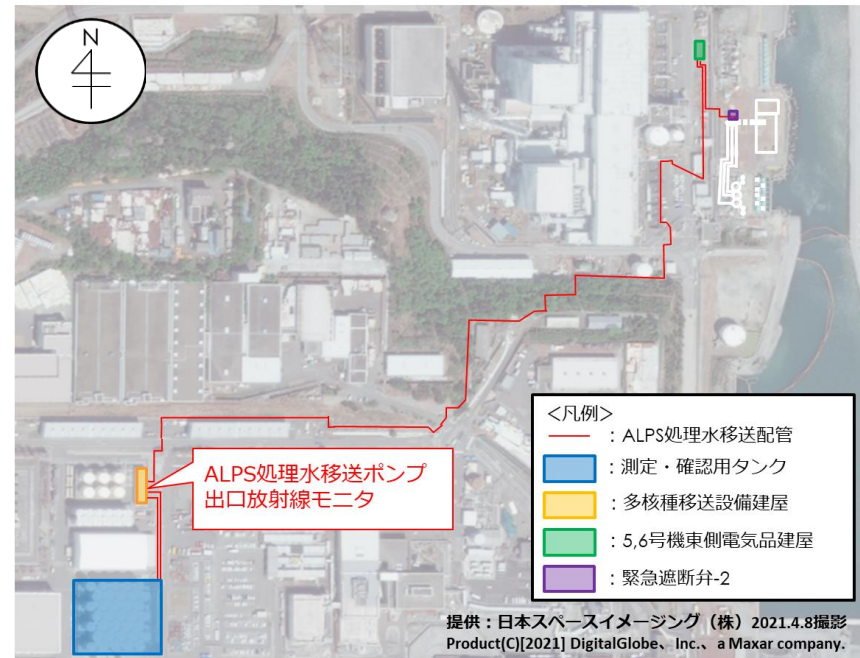 N
ALPS処理水移送ポンプ
出口放射線モニタ
<凡例>
：ALPS処理水移送配管
：測定・確認用タンク
：多核種移送設備建屋
：5,6号機東側電気品建屋
：緊急遮断弁-2
提供：日本スペースイメージング（株）2021.4.8撮影
Product(C)[2021] DigitalGlobe、Inc.、a Maxar company.